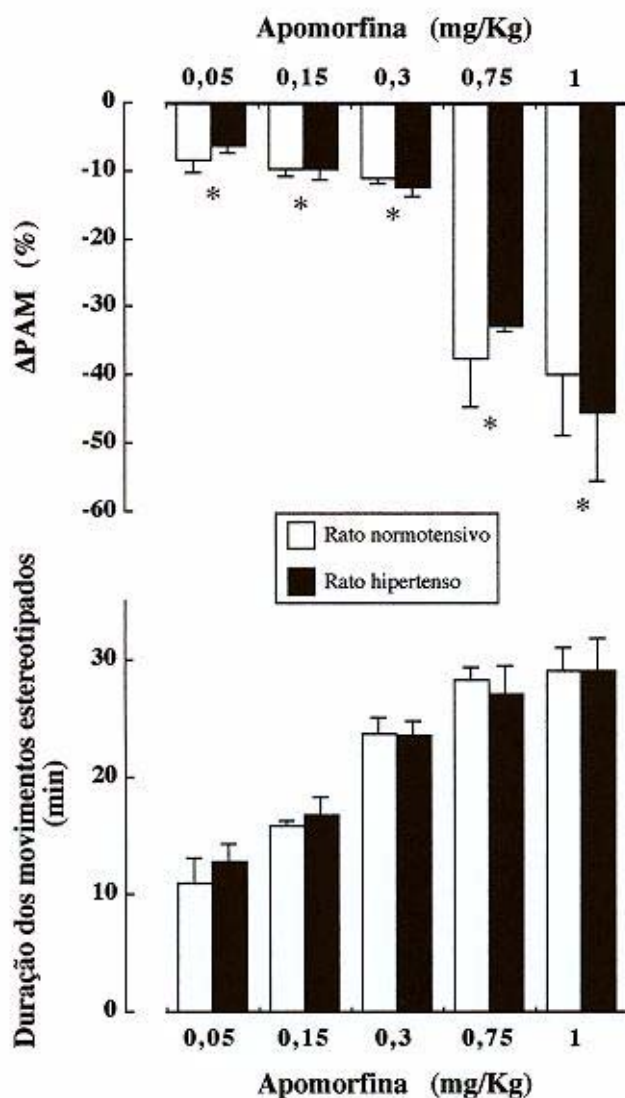 Apomorfina (mg/Kg)
0,05 0,15 0,3 0,75 1
0
-10
-20
-30
-40
-50
-60
ΔPAM (%)
* * * * *
Rato normotensivo
Rato hipertenso
Duração dos movimentos estereotipados
(min)
30
20
10
0
0,05 0,15 0,3 0,75 1
Apomorfina (mg/Kg)